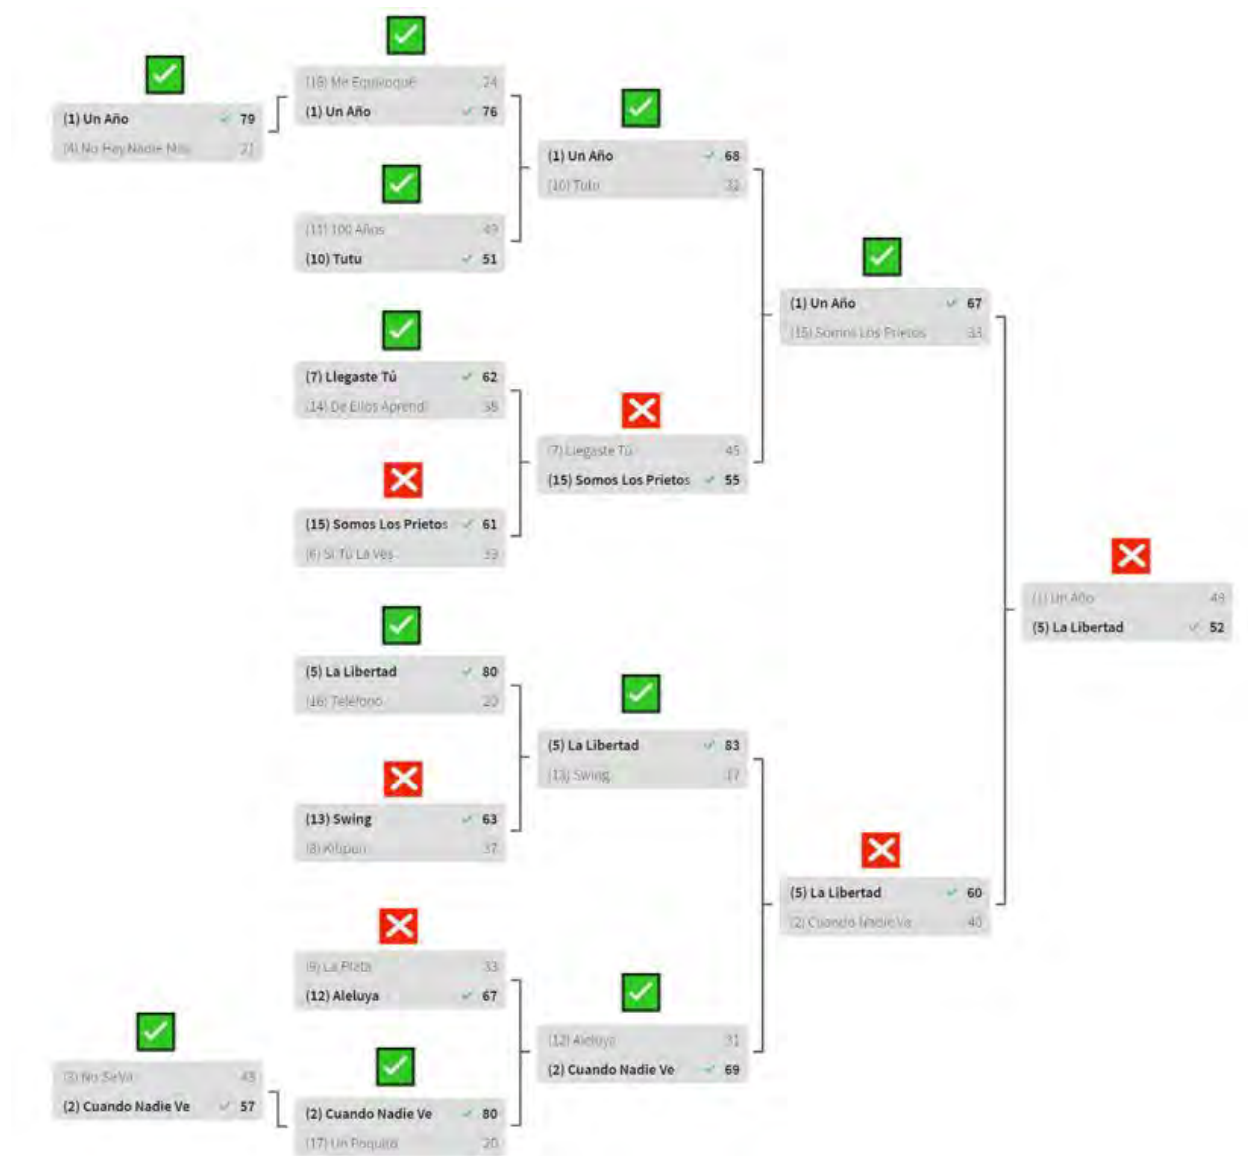 (1) Un Año 79
(4) No Hay Nadie Más 21
(18) Me Equivoqué 24
(1) Un Año 76
(11) 100 Años 49
(10) Tutu 51
(7) Llegaste Tú 62
(14) De Ellos Aprendí 38
(15) Somos Los Prietos 61
(6) Si Tú La Ves 39
(5) La Libertad 80
(16) Teléfono 20
(13) Swing 63
(8) 37
(9) La Plata 33
(12) Aleluya 67
(3) No Se Va 43
(2) Cuando Nadie Ve 57
(2) Cuando Nadie Ve 80
(17) Un Poquito 20
(1) Un Año 68
(10) Tutu 32
(7) Llegaste Tú 45
(15) Somos Los Prietos 55
(5) La Libertad 83
(13) Swing 17
(12) Aleluya 31
(2) Cuando Nadie Ve 69
(1) Un Año 67
(15) Somos Los Prietos 33
(5) La Libertad 60
(2) Cuando Nadie Ve 40
(1) Un Año 48
(5) La Libertad 52